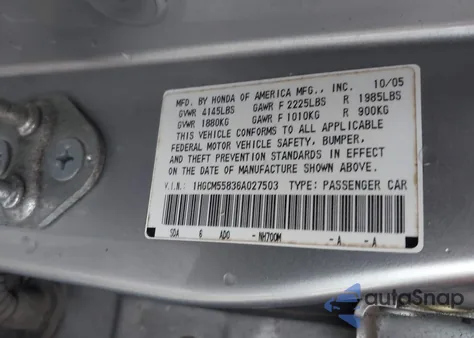 MFD. BY HONDA OF AMERICA MFG., INC. 10/05
GVWR 4145LBS GAWR F 2225LBS R 1985LBS
GVWR 1880KG GAWR F 1010KG R 900KG
THIS VEHICLE CONFORMS TO ALL APPLICABLE
FEDERAL MOTOR VEHICLE SAFETY, BUMPER,
AND THEFT PREVENTION STANDARDS IN EFFECT
ON THE DATE OF MANUFACTURE SHOWN ABOVE.
V.I.N.: 1HGCM55836A027503 TYPE: PASSENGER CAR
SDA 6 AD0 -NH700M -A -A
autoSnap